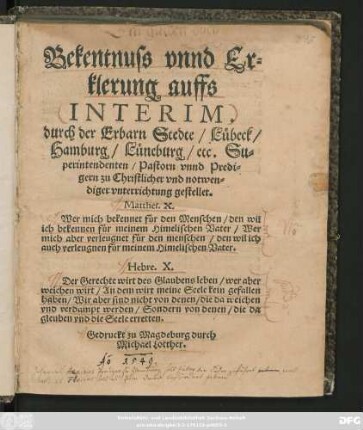 Bekentnuss vnnd Er-
klerung auffs
INTERIM,
durch der Erbarn Stedte / Lübeck /
Hamburg / Lüneburg / etc. Su-
perintendenten / Pastorn vnnd Predi-
gern zu Christlicher vnd notwen-
diger vnterrichtung gestellet.
Matthei. X.
Wer mich bekennet für den Menschen / den wil
ich bekennen für meinem Himelischen Vater / Wer
mich aber verleugnet für den menschen / den wil ich
auch verleugnen für meinem Himelischen Vater.
Hebre. X.
Der Gerechte wirt des Glaubens leben / wer aber
weichen wirt / An dem wirt meine Seele kein gefallen
haben / Wir aber sind nicht von denen / die da weichen
vnd verdampt werden / Sondern von denen / die da
gleuben vnd die Seele erretten.
Gedruckt zu Magdeburg durch
Michael Lotther.